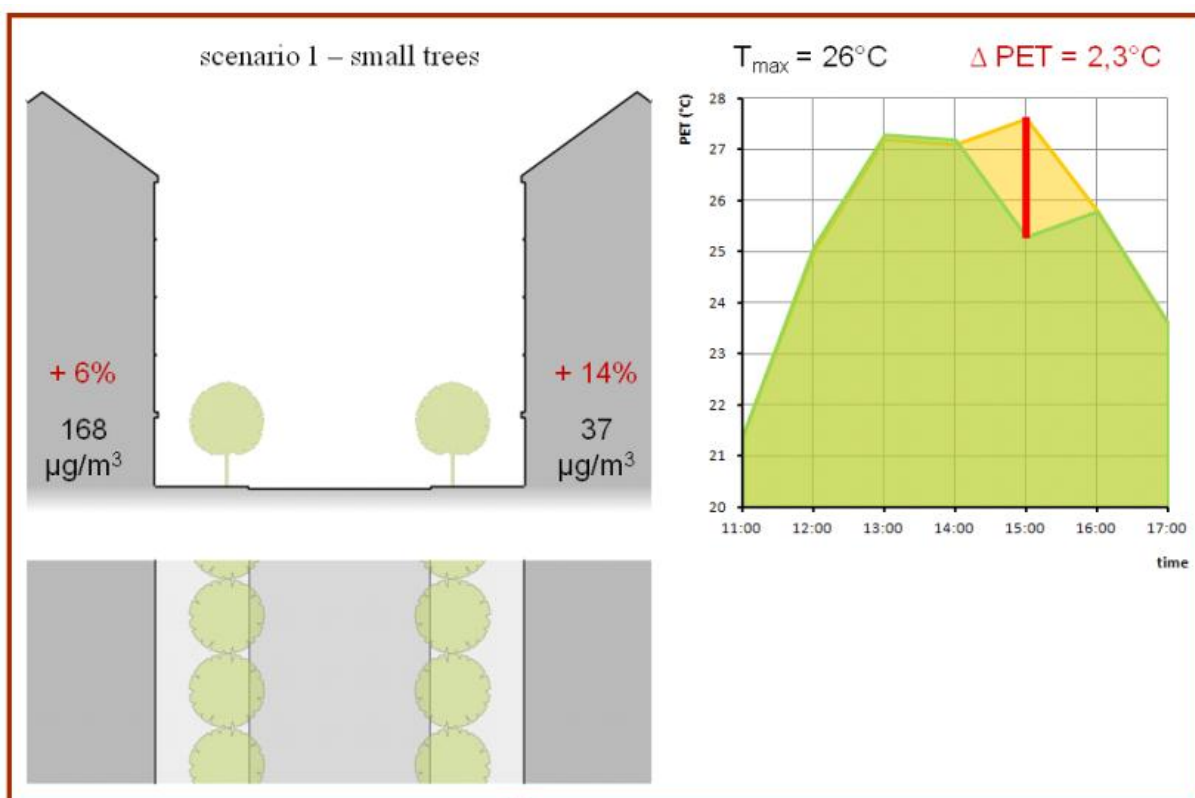 scenario 1 – small trees
+ 6%
168
µg/m³
+ 14%
37
µg/m³
Tmax = 26°C
Δ PET = 2,3°C
PET (°C)
28
27
26
25
24
23
22
21
20
11:00 12:00 13:00 14:00 15:00 16:00 17:00
time